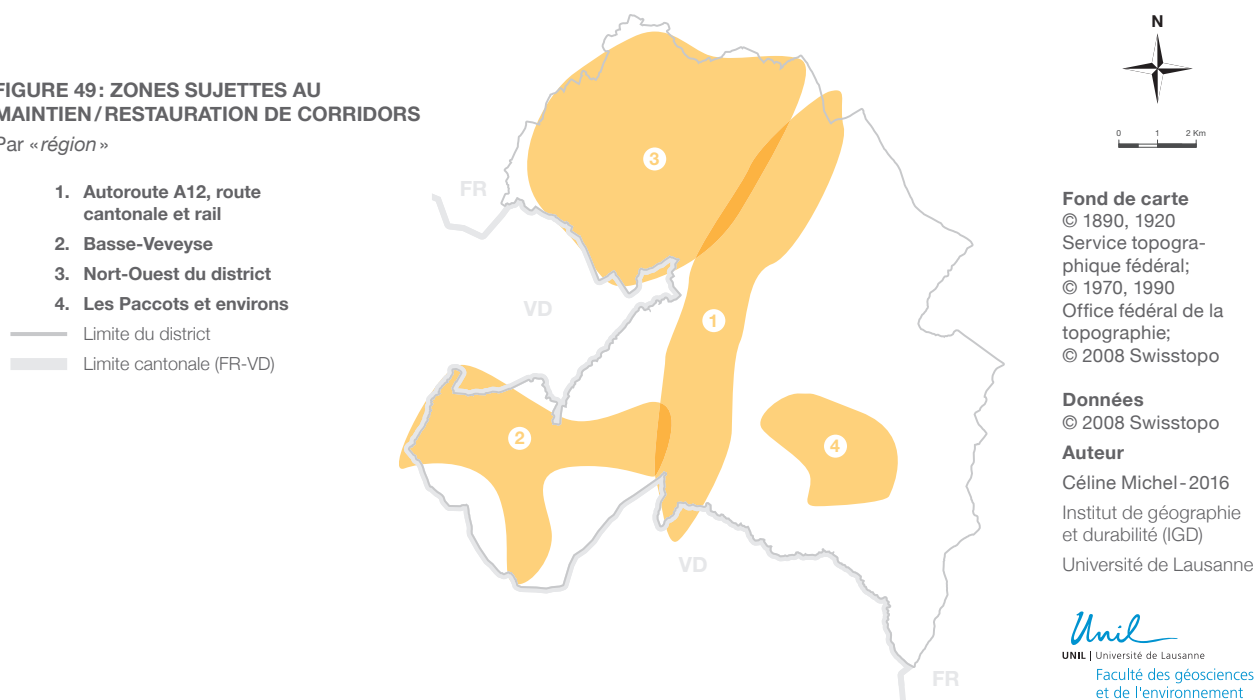 FIGURE 49: ZONES SUJETTES AU
MAINTIEN/RESTAURATION DE CORRIDORS
Par «région»
1. Autoroute A12, route
cantonale et rail
2. Basse-Veveyse
3. Nort-Ouest du district
4. Les Paccots et environs
Limite du district
Limite cantonale (FR-VD)
FR
VD
3
1
2
4
VD
FR
N
0 1 2 Km
Fond de carte
© 1890, 1920
Service topogra-
phique fédéral;
© 1970, 1990
Office fédéral de la
topographie;
© 2008 Swisstopo
Données
© 2008 Swisstopo
Auteur
Céline Michel-2016
Institut de géographie
et durabilité (IGD)
Université de Lausanne
Unil
UNIL | Université de Lausanne
Faculté des géosciences
et de l'environnement